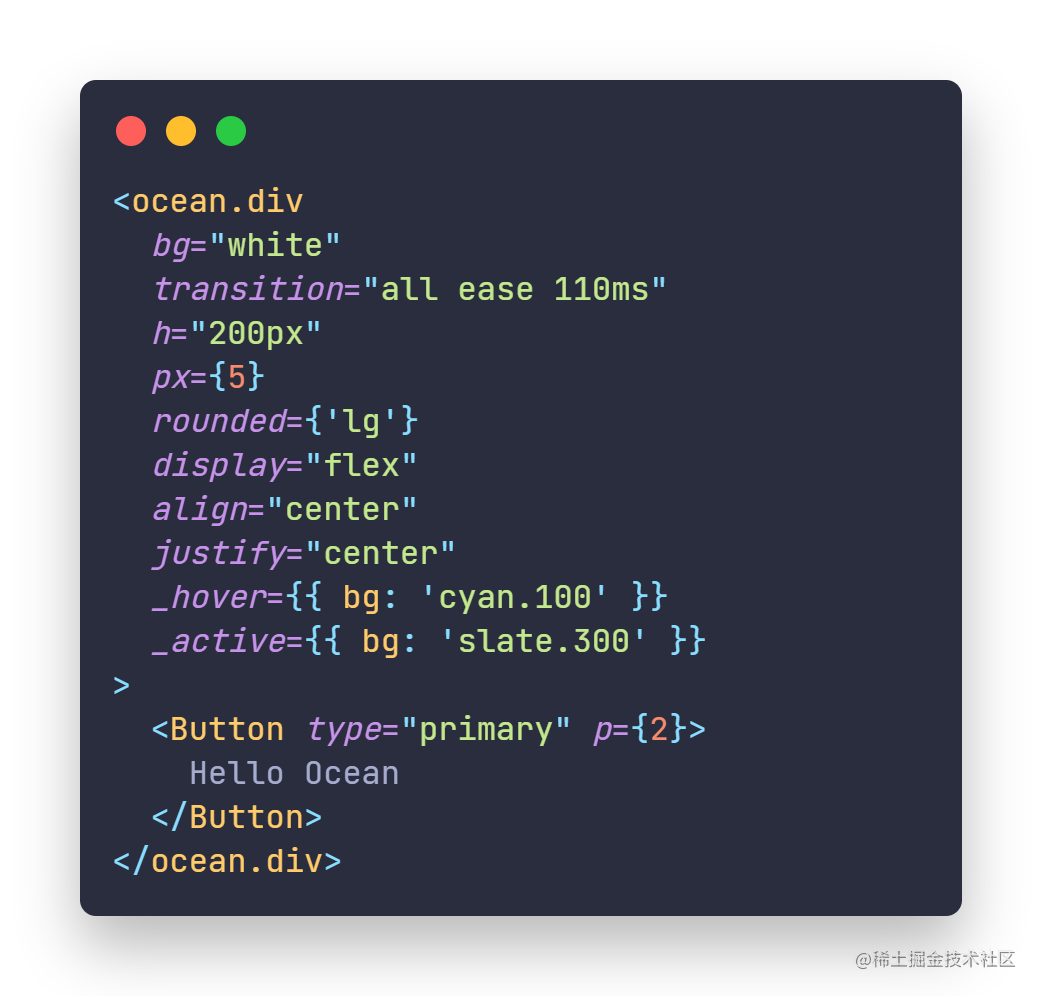 <ocean.div
  bg="white"
  transition="all ease 110ms"
  h="200px"
  px={5}
  rounded={'lg'}
  display="flex"
  align="center"
  justify="center"
  _hover={{ bg: 'cyan.100' }}
  _active={{ bg: 'slate.300' }}
>
  <Button type="primary" p={2}>
    Hello Ocean
  </Button>
</ocean.div>
@稀土掘金技术社区